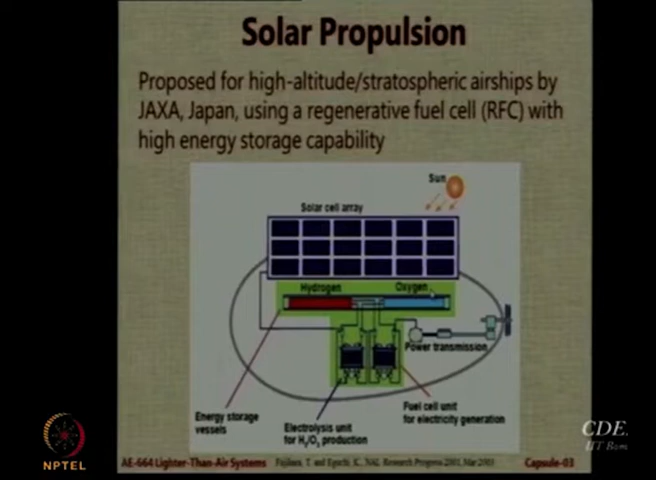 Solar Propulsion
Proposed for high-altitude/stratospheric airships by
JAXA, Japan, using a regenerative fuel cell (RFC) with
high energy storage capability
Sun
Solar cell array
Hydrogen
Oxygen
Power transmission
Energy storage
vessels
Electrolysis unit
for H₂/O₂ production
Fuel cell unit
for electricity generation
NPTEL
CDE.
IIT Bom
AE-664 Lighter-Than-Air Systems
Fujihara, T. and Eguchi, K., NAL Research Progress 2001, Mar 2003
Capsule-03